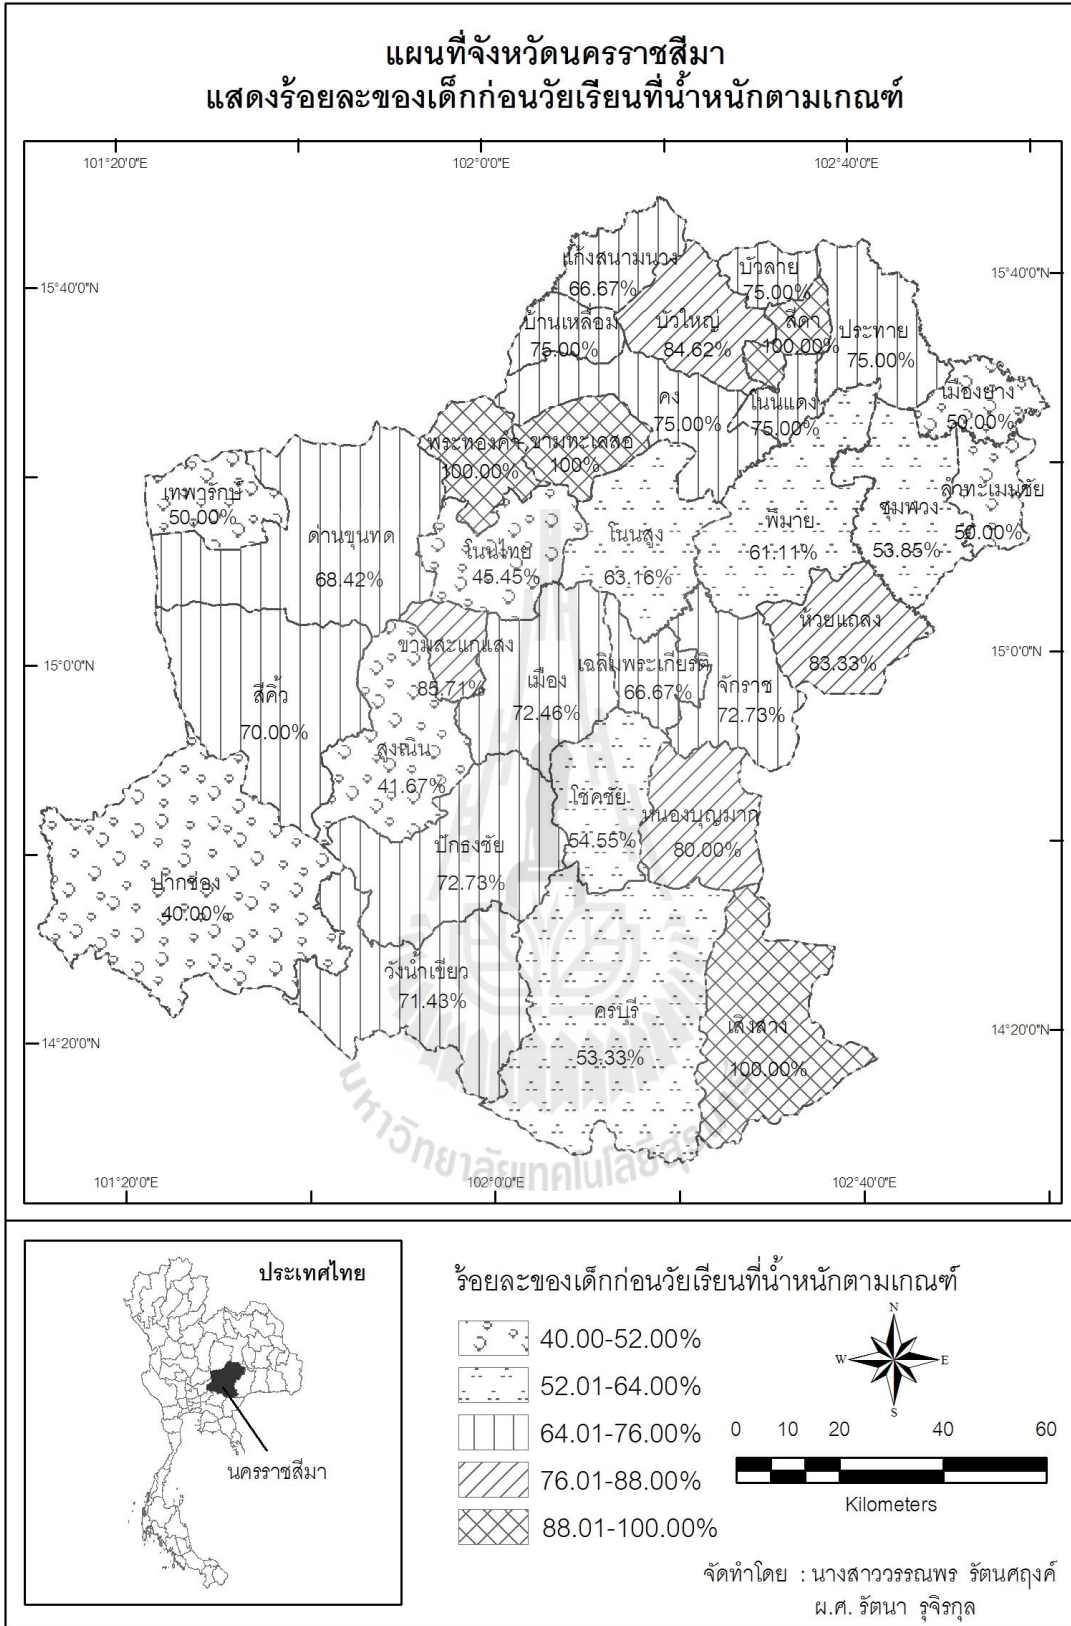 แผนที่จังหวัดนครราชสีมา
แสดงร้อยละของเด็กก่อนวัยเรียนที่น้ำหนักตามเกณฑ์
101°20'0"E 102°0'0"E 102°40'0"E
15°40'0"N 15°40'0"N
แก้งสนามนาง
66.67%
บัวลาย
75.00%
บ้านเหลื่อม
75.00%
บัวใหญ่
84.62%
สีดา
100.00%
ประทาย
75.00%
คง
75.00%
โนนแดง
75.00%
เมืองยาง
50.00%
พระทองคำ
100.00%
ขามทะเลสอ
100%
เทพารักษ์
50.00%
ด่านขุนทด
68.42%
โนนไทย
45.45%
โนนสูง
63.16%
พิมาย
61.11%
ชุมพวง
53.85%
ลำทะเมนชัย
50.00%
ห้วยแถลง
83.33%
15°0'0"N 15°0'0"N
สีคิ้ว
70.00%
ขามสะแกแสง
85.71%
เมือง
72.46%
เฉลิมพระเกียรติ
66.67%
จักราช
72.73%
สูงเนิน
41.67%
โชคชัย
54.55%
หนองบุญมาก
80.00%
ปักธงชัย
72.73%
ปากช่อง
40.00%
วังน้ำเขียว
71.43%
ครบุรี
53.33%
เสิงสาง
100.00%
14°20'0"N 14°20'0"N
มหาวิทยาลัยเทคโนโลยีสุรนารี
101°20'0"E 102°0'0"E 102°40'0"E
ประเทศไทย
นครราชสีมา
ร้อยละของเด็กก่อนวัยเรียนที่น้ำหนักตามเกณฑ์
40.00-52.00%
52.01-64.00%
64.01-76.00%
76.01-88.00%
88.01-100.00%
N
W E
S
0 10 20 40 60
Kilometers
จัดทำโดย : นางสาววรรณพร รัตนศฤงค์
ผ.ศ. รัตนา รุจิรกุล